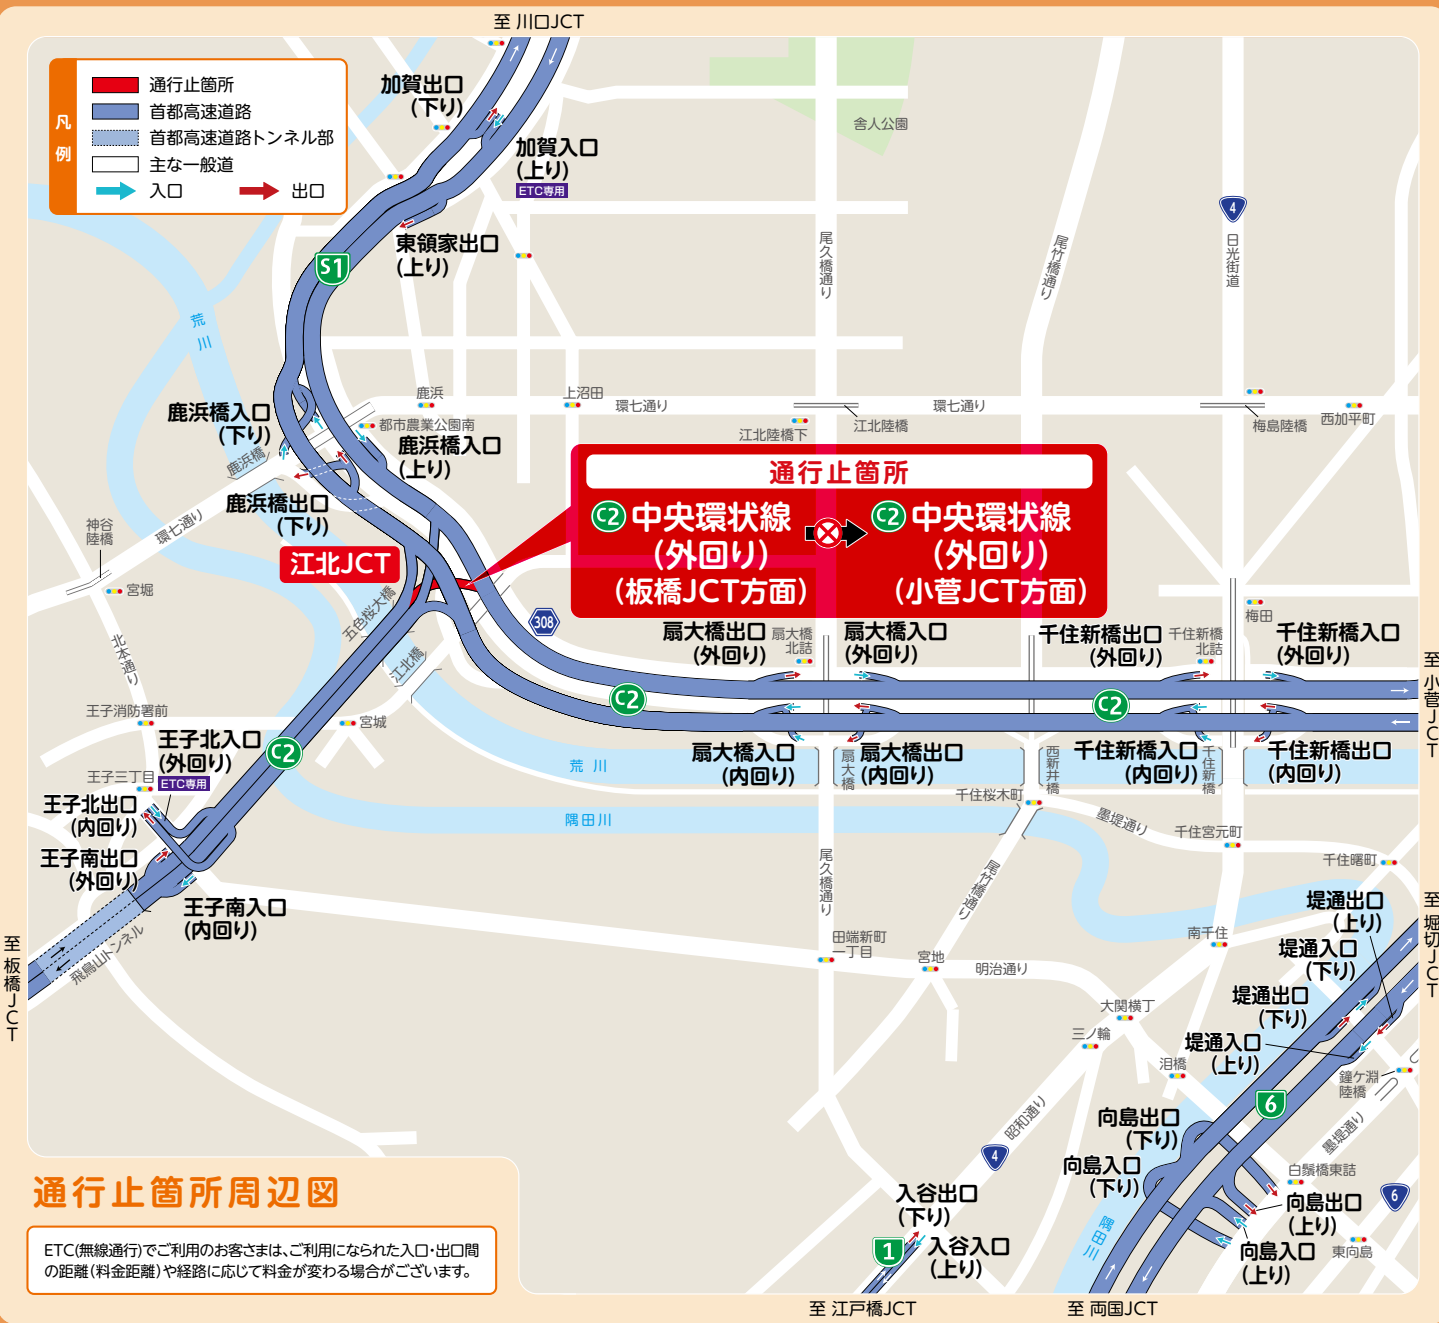 至 川口JCT
凡例
通行止箇所
首都高速道路
首都高速道路トンネル部
主な一般道
入口
出口
加賀出口
(下り)
加賀入口
(上り)
ETC専用
舎人公園
東領家出口
(上り)
S1
尾久橋通り
尾竹橋通り
4
日光街道
荒川
鹿浜
上沼田
環七通り
環七通り
都市農業公園南
江北陸橋下
江北陸橋
梅島陸橋
西加平町
鹿浜橋入口
(下り)
鹿浜橋
鹿浜橋入口
(上り)
鹿浜橋出口
(下り)
神谷
陸橋
環七通り
宮堀
江北JCT
通行止箇所
C2 中央環状線
(外回り)
(板橋JCT方面)
C2 中央環状線
(外回り)
(小菅JCT方面)
五色桜大橋
江北橋
308
北本通り
扇大橋出口
(外回り)
扇大橋
北詰
扇大橋入口
(外回り)
千住新橋出口
(外回り)
千住新橋
北詰
梅田
千住新橋入口
(外回り)
至 小菅JCT
C2
C2
王子消防署前
宮城
C2
王子北入口
(外回り)
ETC専用
王子三丁目
王子北出口
(内回り)
王子南出口
(外回り)
王子南入口
(内回り)
飛鳥山トンネル
至 板橋JCT
荒川
隅田川
扇大橋入口
(内回り)
扇大橋
扇大橋出口
(内回り)
西新井橋
千住新橋入口
(内回り)
千住新橋
千住新橋出口
(内回り)
千住桜木町
墨堤通り
千住宮元町
千住曙町
尾久橋通り
尾竹橋通り
田端新町
一丁目
宮地
明治通り
南千住
大関横丁
三ノ輪
泪橋
昭和通り
4
至 堀切JCT
堤通出口
(上り)
堤通入口
(下り)
堤通出口
(下り)
堤通入口
(上り)
鐘ケ淵
陸橋
6
墨堤通り
向島出口
(下り)
向島入口
(下り)
白鬚橋東詰
向島出口
(上り)
6
向島入口
(上り)
東向島
隅田川
入谷出口
(下り)
1
入谷入口
(上り)
至 江戸橋JCT
至 両国JCT
通行止箇所周辺図
ETC(無線通行)でご利用のお客さまは、ご利用になられた入口・出口間
の距離(料金距離)や経路に応じて料金が変わる場合がございます。